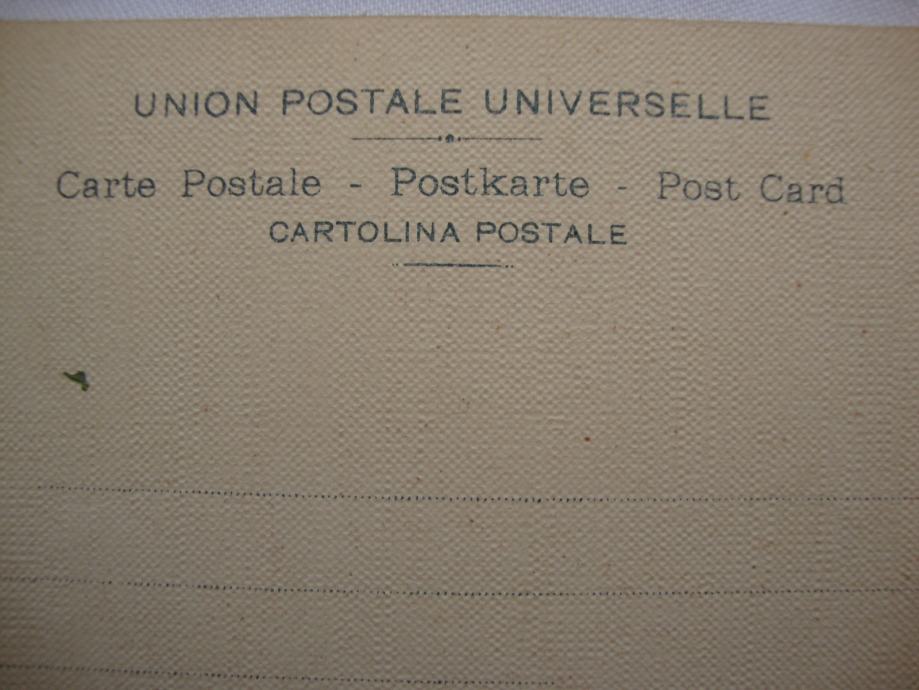 UNION POSTALE UNIVERSELLE
Carte Postale - Postkarte - Post Card
CARTOLINA POSTALE